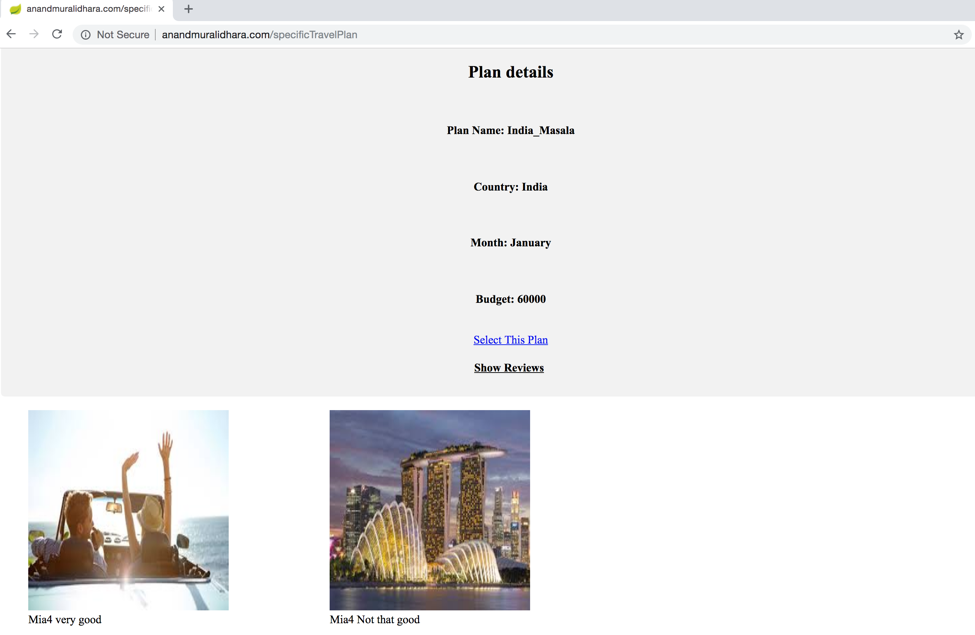 anandmuralidhara.com/specifi
Not Secure | anandmuralidhara.com/specificTravelPlan
Plan details
Plan Name: India_Masala
Country: India
Month: January
Budget: 60000
Select This Plan
Show Reviews
Mia4 very good
Mia4 Not that good